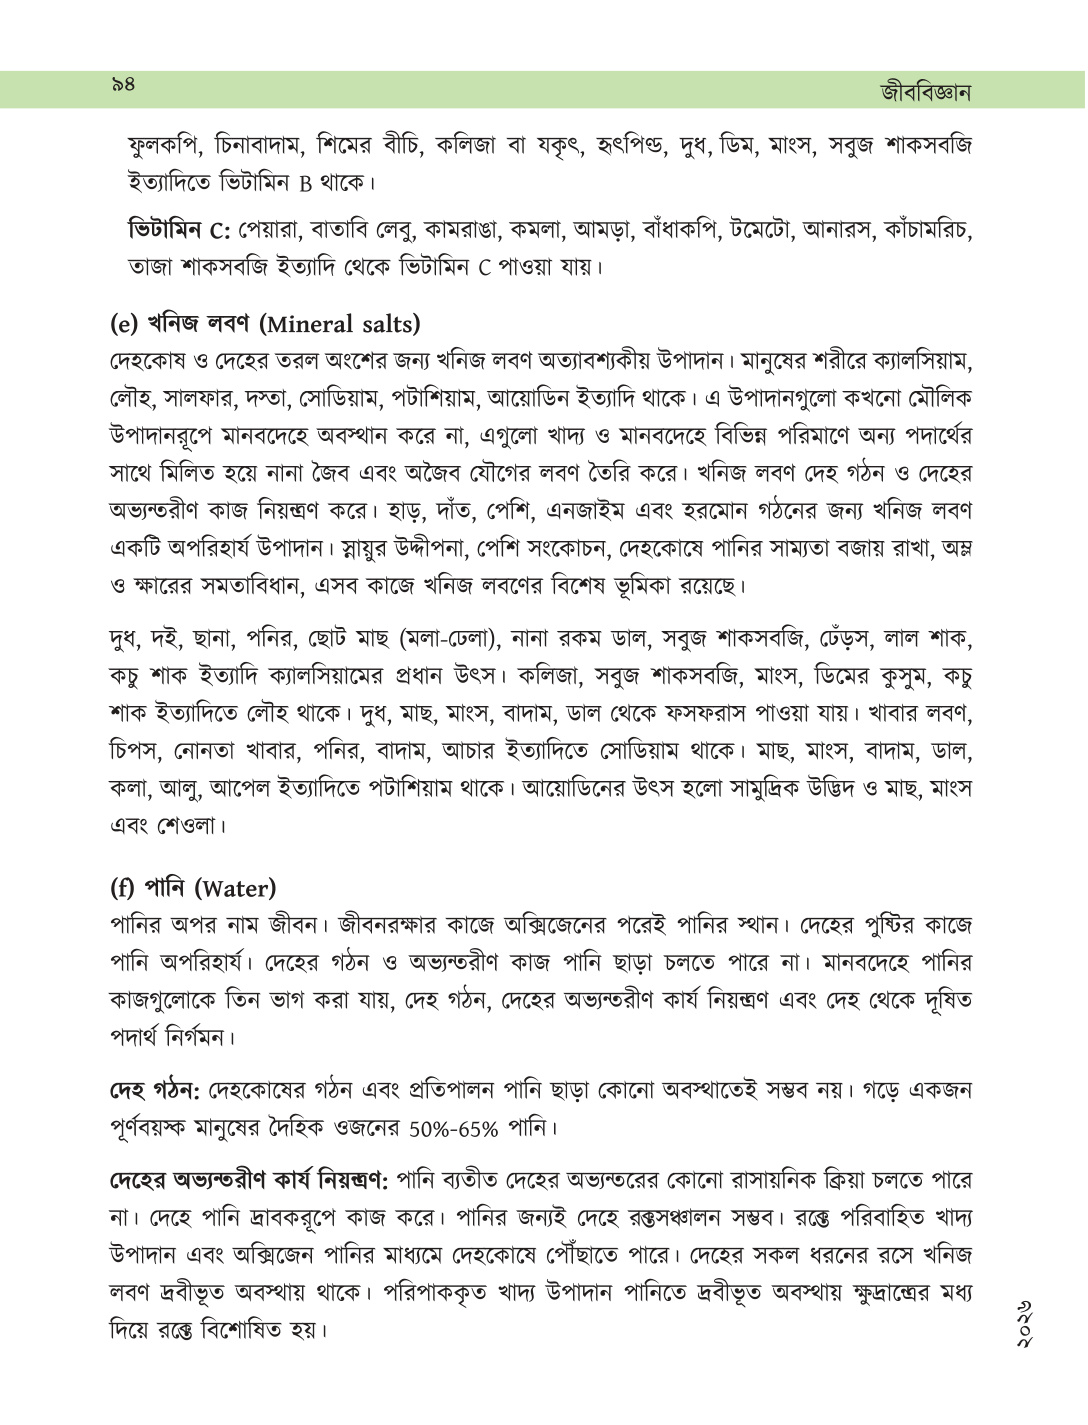 ৯৪
জীববিজ্ঞান
ফুলকপি, চিনাবাদাম, শিমের বীচি, কলিজা বা যকৃৎ, হৃৎপিণ্ড, দুধ, ডিম, মাংস, সবুজ শাকসবজি
ইত্যাদিতে ভিটামিন B থাকে।
ভিটামিন C: পেয়ারা, বাতাবি লেবু, কামরাঙা, কমলা, আমড়া, বাঁধাকপি, টমেটো, আনারস, কাঁচামরিচ,
তাজা শাকসবজি ইত্যাদি থেকে ভিটামিন C পাওয়া যায়।
(e) খনিজ লবণ (Mineral salts)
দেহকোষ ও দেহের তরল অংশের জন্য খনিজ লবণ অত্যাবশ্যকীয় উপাদান। মানুষের শরীরে ক্যালসিয়াম,
লৌহ, সালফার, দস্তা, সোডিয়াম, পটাশিয়াম, আয়োডিন ইত্যাদি থাকে। এ উপাদানগুলো কখনো মৌলিক
উপাদানরূপে মানবদেহে অবস্থান করে না, এগুলো খাদ্য ও মানবদেহে বিভিন্ন পরিমাণে অন্য পদার্থের
সাথে মিলিত হয়ে নানা জৈব এবং অজৈব যৌগের লবণ তৈরি করে। খনিজ লবণ দেহ গঠন ও দেহের
অভ্যন্তরীণ কাজ নিয়ন্ত্রণ করে। হাড়, দাঁত, পেশি, এনজাইম এবং হরমোন গঠনের জন্য খনিজ লবণ
একটি অপরিহার্য উপাদান। স্নায়ুর উদ্দীপনা, পেশি সংকোচন, দেহকোষে পানির সাম্যতা বজায় রাখা, অম্ল
ও ক্ষারের সমতাবিধান, এসব কাজে খনিজ লবণের বিশেষ ভূমিকা রয়েছে।
দুধ, দই, ছানা, পনির, ছোট মাছ (মলা-ঢেলা), নানা রকম ডাল, সবুজ শাকসবজি, ঢেঁড়স, লাল শাক,
কচু শাক ইত্যাদি ক্যালসিয়ামের প্রধান উৎস। কলিজা, সবুজ শাকসবজি, মাংস, ডিমের কুসুম, কচু
শাক ইত্যাদিতে লৌহ থাকে। দুধ, মাছ, মাংস, বাদাম, ডাল থেকে ফসফরাস পাওয়া যায়। খাবার লবণ,
চিপস, নোনতা খাবার, পনির, বাদাম, আচার ইত্যাদিতে সোডিয়াম থাকে। মাছ, মাংস, বাদাম, ডাল,
কলা, আলু, আপেল ইত্যাদিতে পটাশিয়াম থাকে। আয়োডিনের উৎস হলো সামুদ্রিক উদ্ভিদ ও মাছ, মাংস
এবং শেওলা।
(f) পানি (Water)
পানির অপর নাম জীবন। জীবনরক্ষার কাজে অক্সিজেনের পরেই পানির স্থান। দেহের পুষ্টির কাজে
পানি অপরিহার্য। দেহের গঠন ও অভ্যন্তরীণ কাজ পানি ছাড়া চলতে পারে না। মানবদেহে পানির
কাজগুলোকে তিন ভাগ করা যায়, দেহ গঠন, দেহের অভ্যন্তরীণ কার্য নিয়ন্ত্রণ এবং দেহ থেকে দূষিত
পদার্থ নির্গমন।
দেহ গঠন: দেহকোষের গঠন এবং প্রতিপালন পানি ছাড়া কোনো অবস্থাতেই সম্ভব নয়। গড়ে একজন
পূর্ণবয়স্ক মানুষের দৈহিক ওজনের 50%-65% পানি।
দেহের অভ্যন্তরীণ কার্য নিয়ন্ত্রণ: পানি ব্যতীত দেহের অভ্যন্তরের কোনো রাসায়নিক ক্রিয়া চলতে পারে
না। দেহে পানি দ্রাবকরূপে কাজ করে। পানির জন্যই দেহে রক্তসঞ্চালন সম্ভব। রক্তে পরিবাহিত খাদ্য
উপাদান এবং অক্সিজেন পানির মাধ্যমে দেহকোষে পৌঁছাতে পারে। দেহের সকল ধরনের রসে খনিজ
লবণ দ্রবীভূত অবস্থায় থাকে। পরিপাককৃত খাদ্য উপাদান পানিতে দ্রবীভূত অবস্থায় ক্ষুদ্রান্ত্রের মধ্য
দিয়ে রক্তে বিশোষিত হয়।
২০২৬